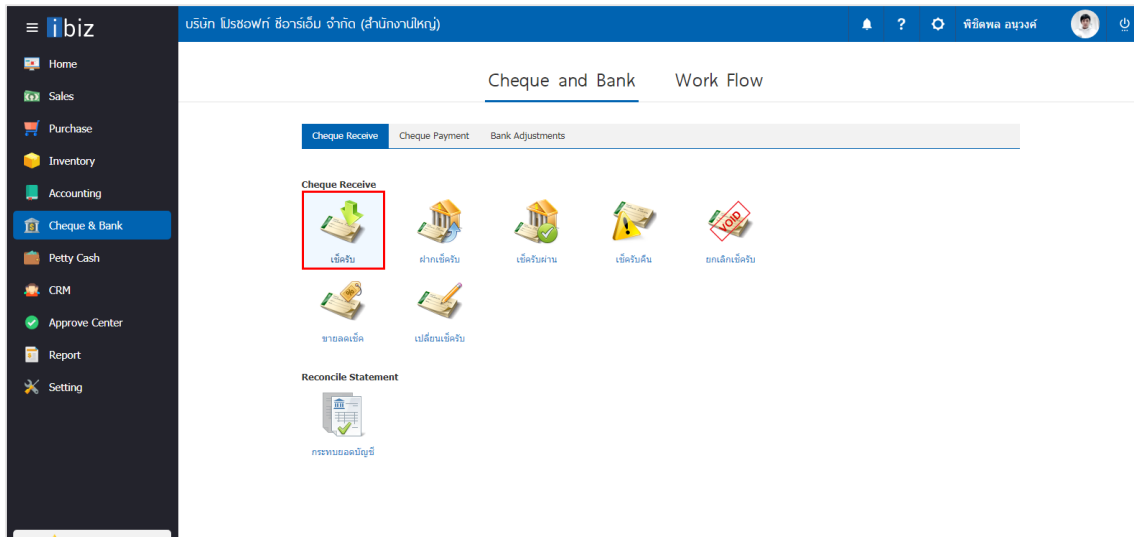 ≡ ibiz
บริษัท โปรซอฟท์ ซีอาร์เอ็ม จำกัด (สำนักงานใหญ่)
? พิชิตพล อนุวงค์
Home
Sales
Purchase
Inventory
Accounting
Cheque & Bank
Petty Cash
CRM
Approve Center
Report
Setting
Cheque and Bank Work Flow
Cheque Receive Cheque Payment Bank Adjustments
Cheque Receive
VOID
เช็ครับ ฝากเช็ครับ เช็ครับผ่าน เช็ครับคืน ยกเลิกเช็ครับ
ขายลดเช็ค เปลี่ยนเช็ครับ
Reconcile Statement
กระทบยอดบัญชี